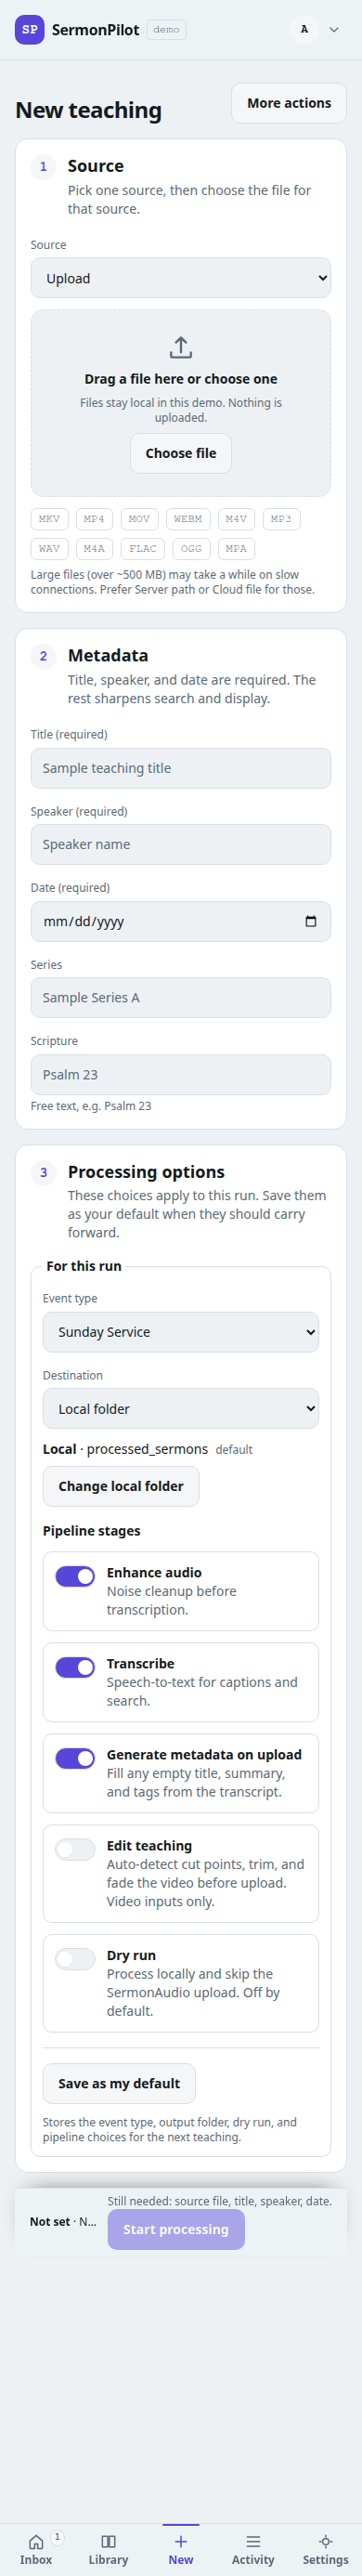 SP SermonPilot demo A
New teaching
More actions
1 Source
Pick one source, then choose the file for
that source.
Source
Upload
Drag a file here or choose one
Files stay local in this demo. Nothing is
uploaded.
Choose file
MKV MP4 MOV WEBM M4V MP3
WAV M4A FLAC OGG MPA
Large files (over ~500 MB) may take a while on slow
connections. Prefer Server path or Cloud file for those.
2 Metadata
Title, speaker, and date are required. The
rest sharpens search and display.
Title (required)
Sample teaching title
Speaker (required)
Speaker name
Date (required)
mm/dd/yyyy
Series
Sample Series A
Scripture
Psalm 23
Free text, e.g. Psalm 23
3 Processing options
These choices apply to this run. Save them
as your default when they should carry
forward.
For this run
Event type
Sunday Service
Destination
Local folder
Local · processed_sermons default
Change local folder
Pipeline stages
Enhance audio
Noise cleanup before
transcription.
Transcribe
Speech-to-text for captions and
search.
Generate metadata on upload
Fill any empty title, summary,
and tags from the transcript.
Edit teaching
Auto-detect cut points, trim, and
fade the video before upload.
Video inputs only.
Dry run
Process locally and skip the
SermonAudio upload. Off by
default.
Save as my default
Stores the event type, output folder, dry run, and
pipeline choices for the next teaching.
Still needed: source file, title, speaker, date.
Not set · N...
Start processing
1
Inbox Library New Activity Settings